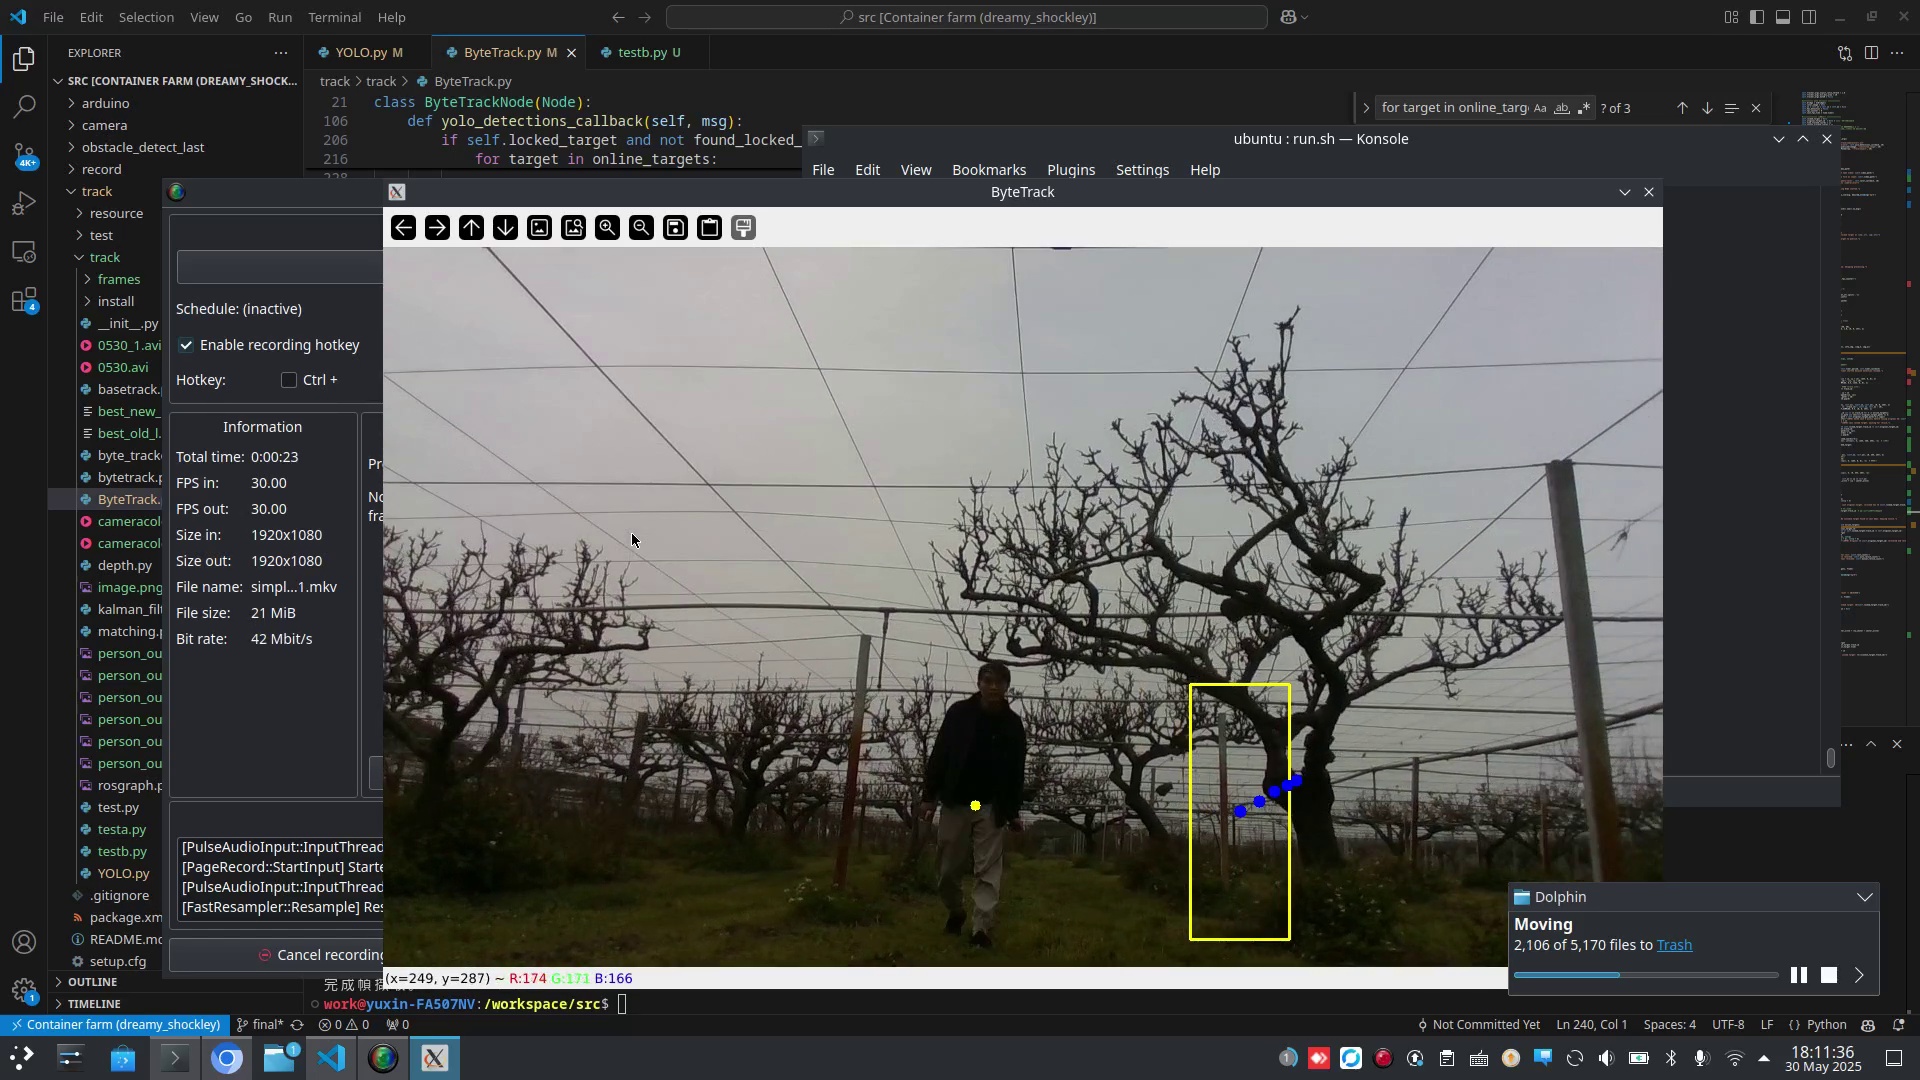 File Edit Selection View Go Run Terminal Help
src [Container farm (dreamy_shockley)]
EXPLORER
YOLO.py M
ByteTrack.py M
testb.py U
SRC [CONTAINER FARM (DREAMY_SHOCK...
track > track > ByteTrack.py
arduino
camera
obstacle_detect_last
record
track
resource
test
track
frames
install
__init__.py
0530_1.avi
0530.avi
basetrack.
best_new_
best_old_l.
byte_track
bytetrack.p
ByteTrack.
cameracol
cameracol
depth.py
image.png
kalman_filt
matching.p
person_ou
person_ou
person_ou
person_ou
person_ou
person_ou
rosgraph.p
test.py
testa.py
testb.py
YOLO.py
.gitignore
package.xm
README.md
setup.cfg
OUTLINE
TIMELINE
4K+
4
1
21 class ByteTrackNode(Node):
106 def yolo_detections_callback(self, msg):
206 if self.locked_target and not found_locked_
216 for target in online_targets:
for target in online_targ
Aa ab
? of 3
ubuntu : run.sh — Konsole
File Edit View Bookmarks Plugins Settings Help
ByteTrack
Schedule: (inactive)
Enable recording hotkey
Hotkey: Ctrl +
Information
Total time: 0:00:23
FPS in: 30.00
FPS out: 30.00
Size in: 1920x1080
Size out: 1920x1080
File name: simpl...1.mkv
File size: 21 MiB
Bit rate: 42 Mbit/s
Pre
No
fra
[PulseAudioInput::InputThread
[PageRecord::StartInput] Starte
[PulseAudioInput::InputThread
[FastResampler::Resample] Res
Cancel recording
(x=249, y=287) ~ R:174 G:171 B:166
work@yuxin-FA507NV:/workspace/src$
Dolphin
Moving
2,106 of 5,170 files to Trash
Container farm (dreamy_shockley)
final*
0 0
0
Not Committed Yet
Ln 240, Col 1
Spaces: 4
UTF-8
LF
{} Python
1
1
18:11:36
30 May 2025